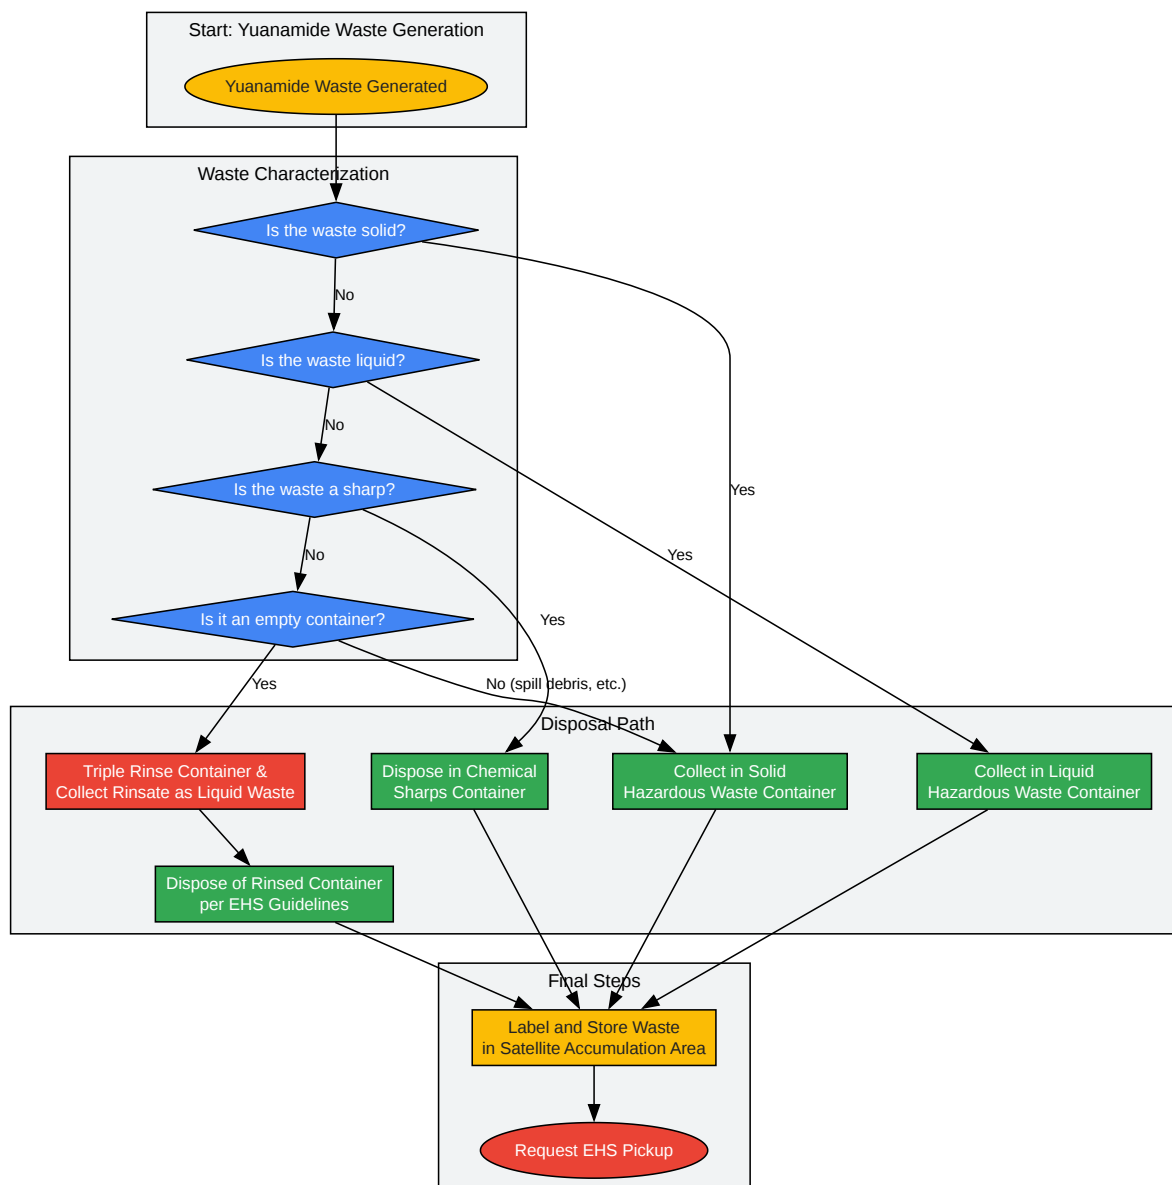 Start: Yuanamide Waste Generation
Yuanamide Waste Generated
Waste Characterization
Is the waste solid?
No
Is the waste liquid?
No
Is the waste a sharp?
Yes
No
Yes
Is it an empty container?
Yes
Yes
No (spill debris, etc.)
Disposal Path
Triple Rinse Container &
Collect Rinsate as Liquid Waste
Dispose in Chemical
Sharps Container
Collect in Solid
Hazardous Waste Container
Collect in Liquid
Hazardous Waste Container
Dispose of Rinsed Container
per EHS Guidelines
Final Steps
Label and Store Waste
in Satellite Accumulation Area
Request EHS Pickup